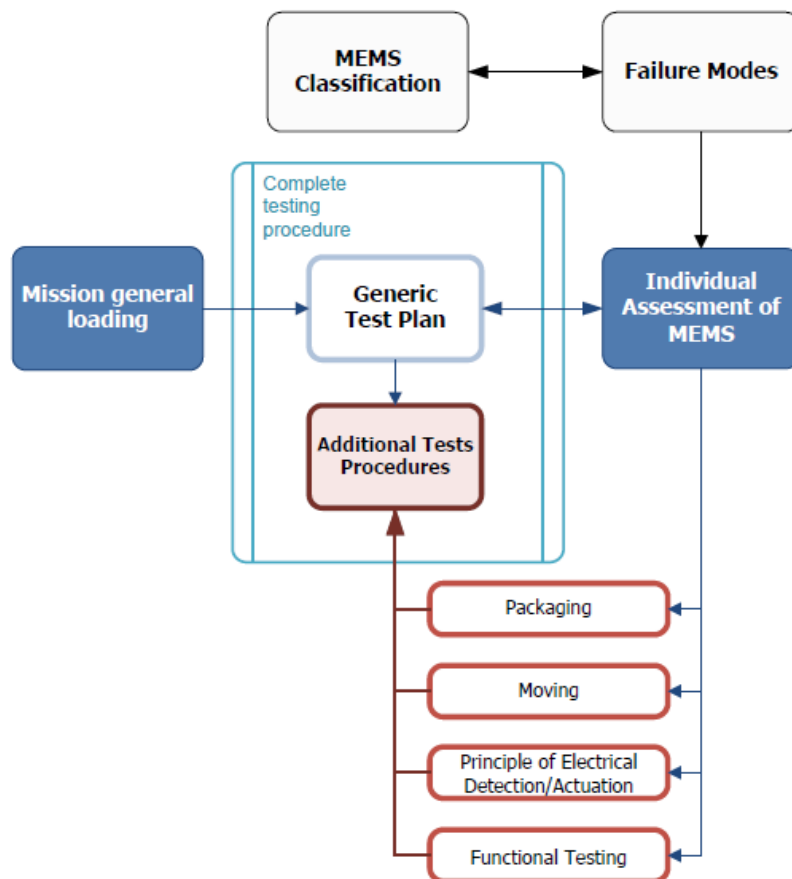 MEMS
Classification
Failure Modes
Complete
testing
procedure
Mission general
loading
Generic
Test Plan
Individual
Assessment of
MEMS
Additional Tests
Procedures
Packaging
Moving
Principle of Electrical
Detection/Actuation
Functional Testing